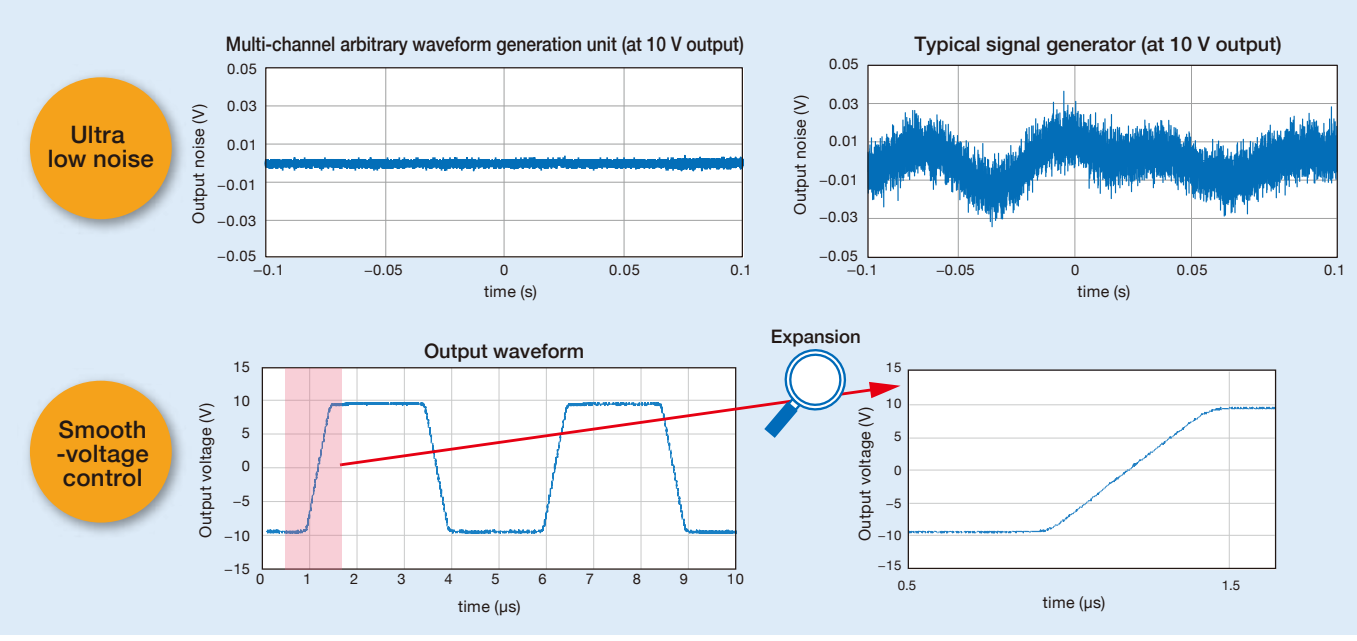 Multi-channel arbitrary waveform generation unit (at 10 V output)
Ultra
low noise
Output noise (V)
0.05
0.03
0.01
−0.01
−0.03
−0.05
−0.1
−0.05
0
0.05
0.1
time (s)
Typical signal generator (at 10 V output)
Output noise (V)
0.05
0.03
0.01
−0.01
−0.03
−0.05
−0.1
−0.05
0
0.05
0.1
time (s)
Smooth
-voltage
control
Output waveform
Output voltage (V)
15
10
5
0
−5
−10
−15
0
1
2
3
4
5
6
7
8
9
10
time (μs)
Expansion
Output voltage (V)
15
10
5
0
−5
−10
−15
0.5
1.5
time (μs)